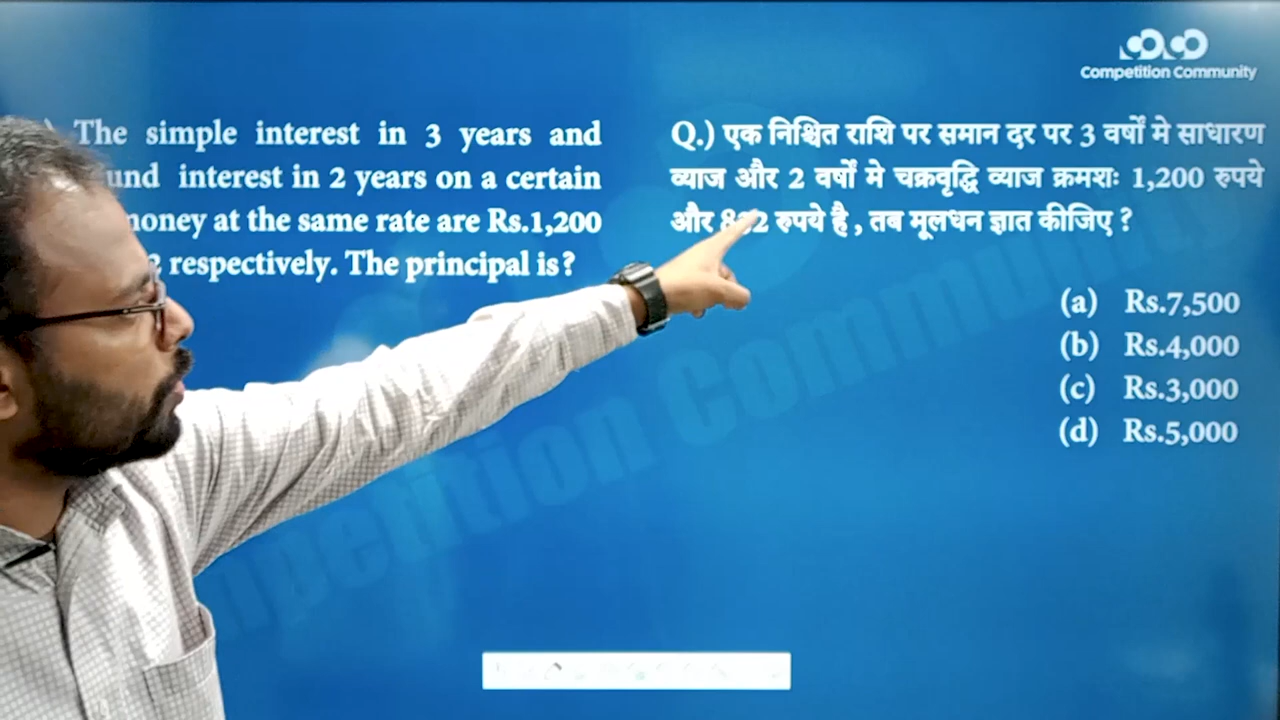 Competition Community
The simple interest in 3 years and
interest in 2 years on a certain
at the same rate are Rs.1,200
respectively. The principal is?
Q.) एक निश्चित राशि पर समान दर पर 3 वर्षों मे साधारण
व्याज और 2 वर्षों मे चक्रवृद्धि व्याज क्रमशः 1,200 रुपये
और रुपये है, तब मूलधन ज्ञात कीजिए ?
(a) Rs.7,500
(b) Rs.4,000
(c) Rs.3,000
(d) Rs.5,000